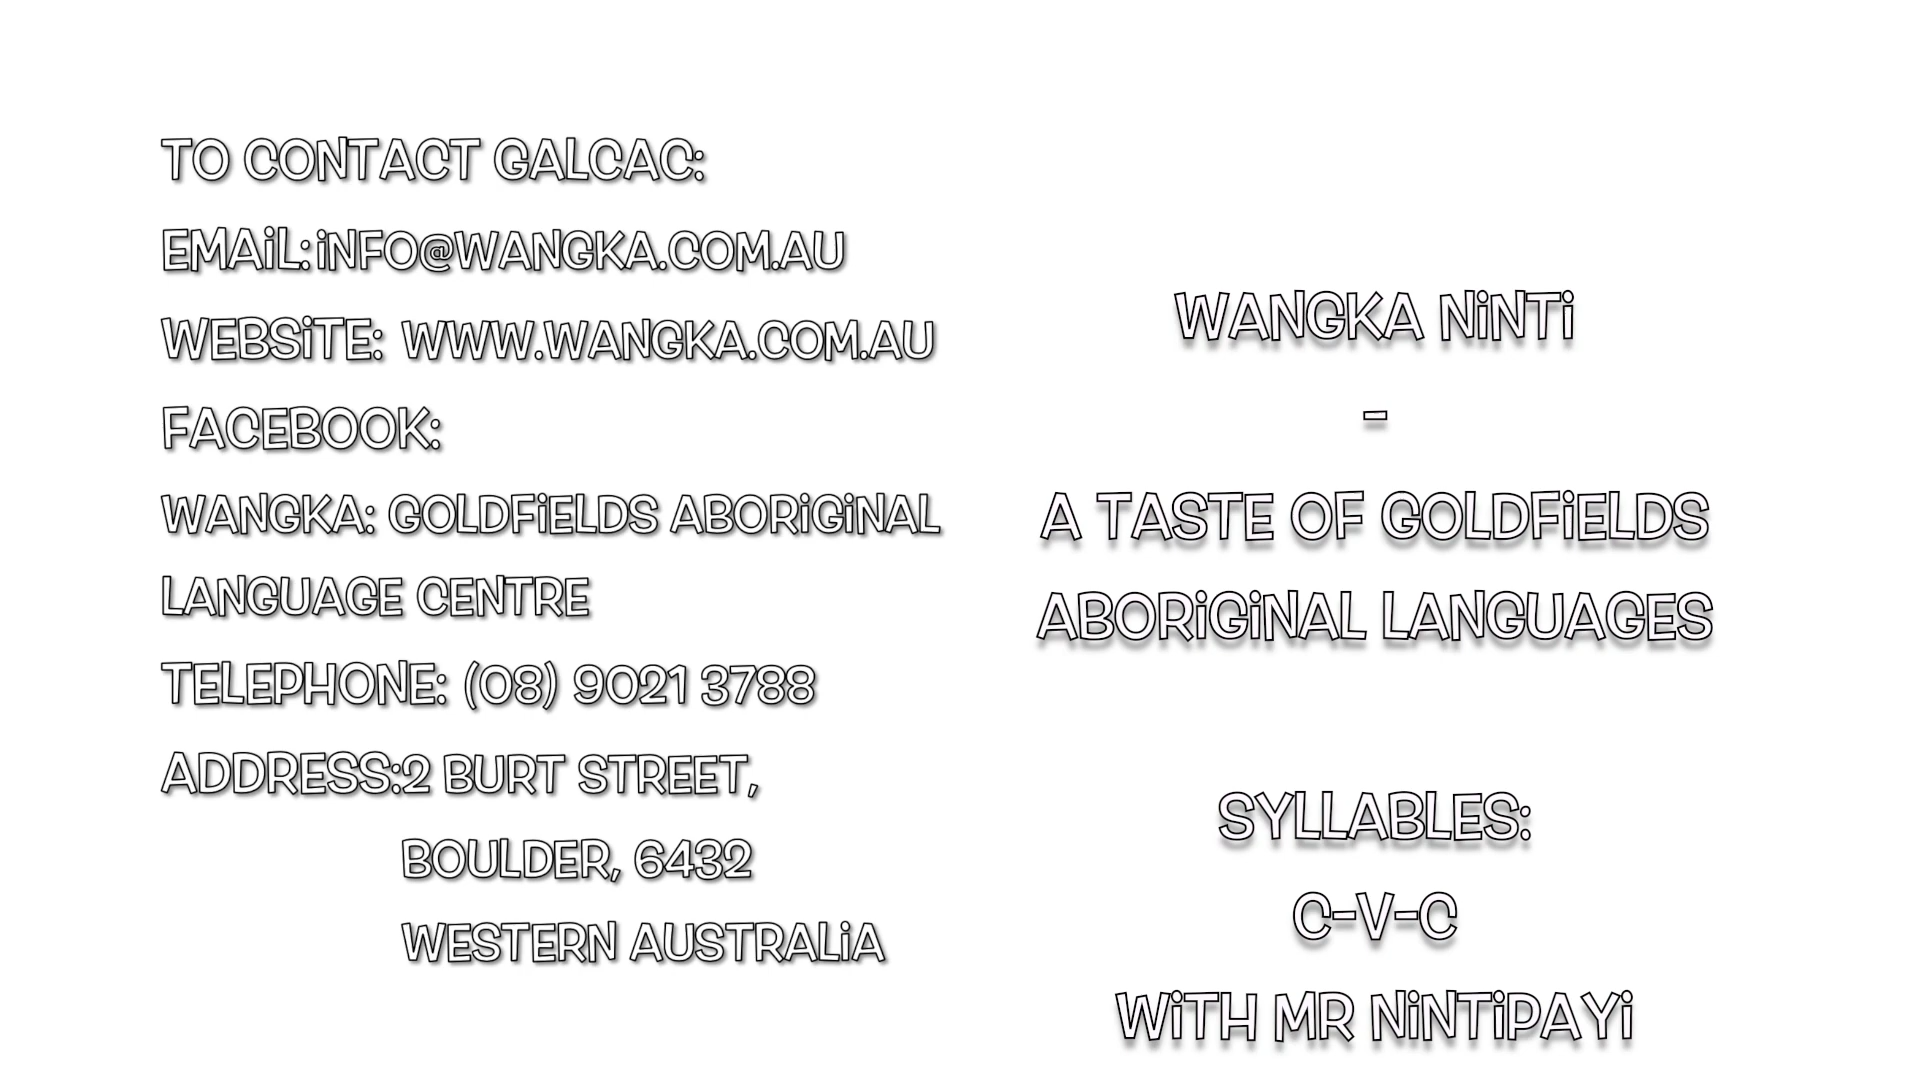 TO CONTACT GALCAC:
EMAiL: iNFO@WANGKA.COM.AU
WEBSiTE: WWW.WANGKA.COM.AU
FACEBOOK:
WANGKA: GOLDFiELDS ABORiGiNAL
LANGUAGE CENTRE
TELEPHONE: (08) 9021 3788
ADDRESS:2 BURT STREET,
BOULDER, 6432
WESTERN AUSTRALiA
WANGKA NiNTi
-
A TASTE OF GOLDFiELDS
ABORiGiNAL LANGUAGES
SYLLABLES:
C-V-C
WiTH MR NiNTiPAYi